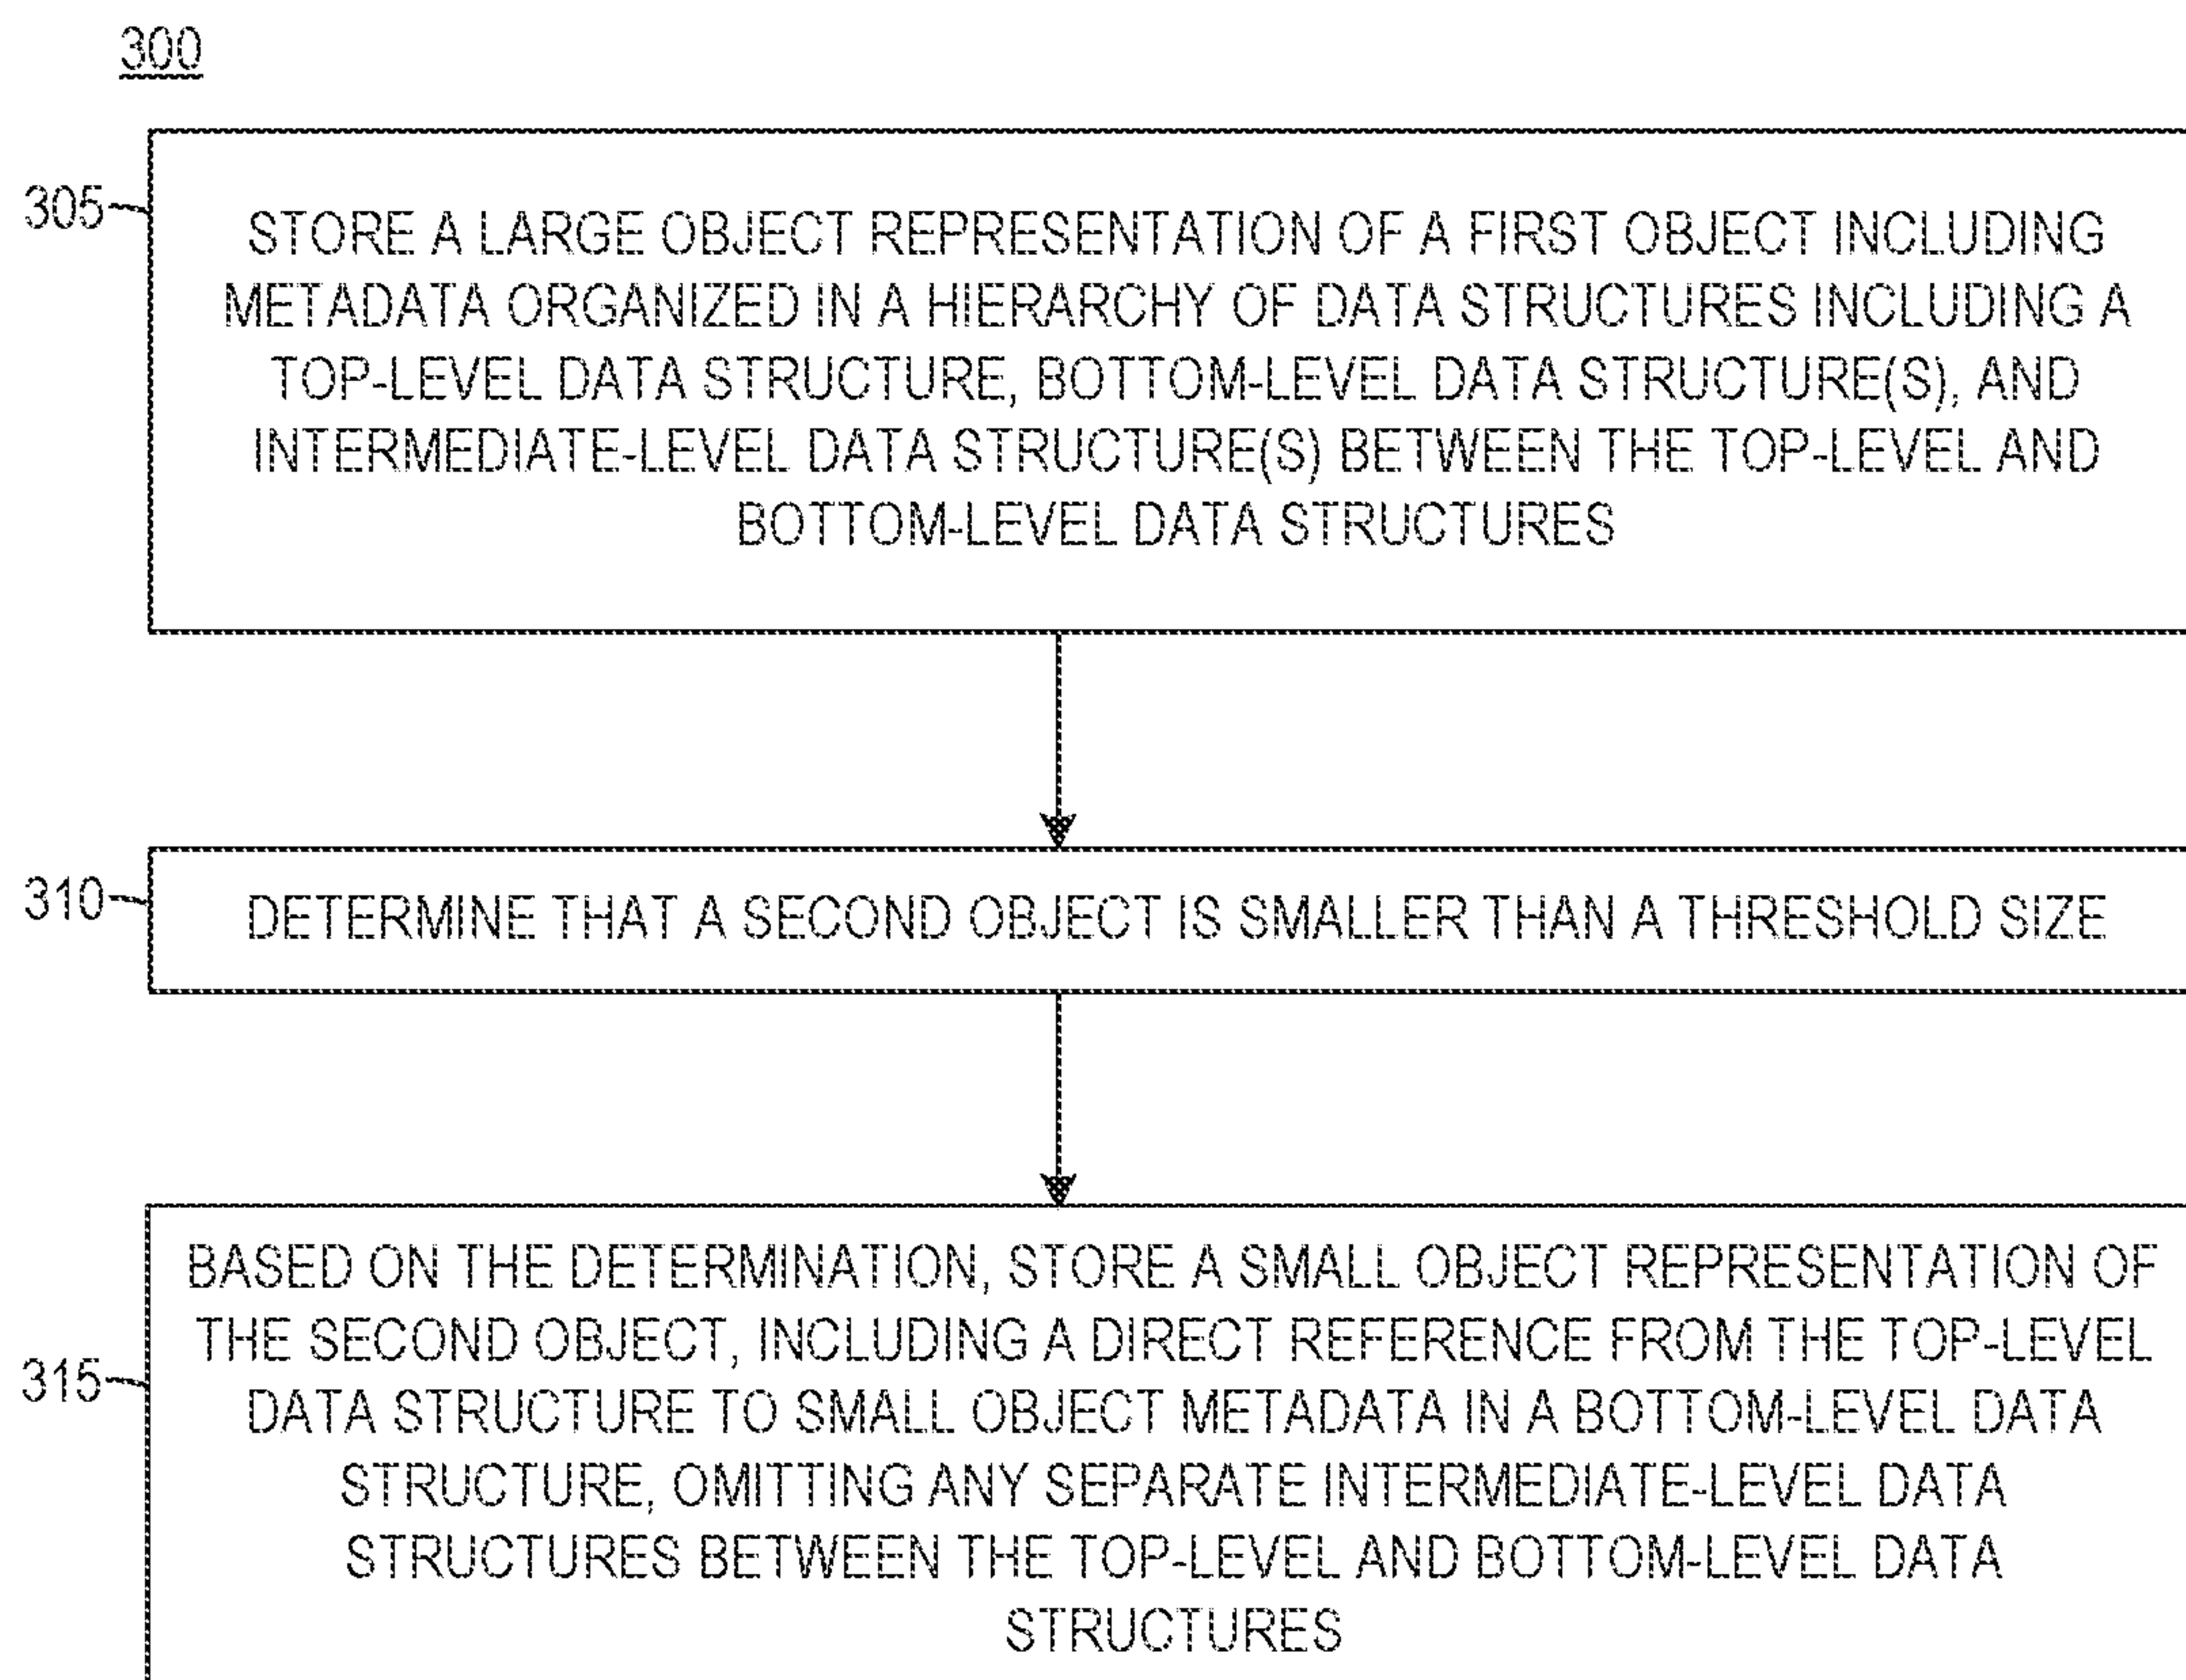 300
305
STORE A LARGE OBJECT REPRESENTATION OF A FIRST OBJECT INCLUDING
METADATA ORGANIZED IN A HIERARCHY OF DATA STRUCTURES INCLUDING A
TOP-LEVEL DATA STRUCTURE, BOTTOM-LEVEL DATA STRUCTURE(S), AND
INTERMEDIATE-LEVEL DATA STRUCTURE(S) BETWEEN THE TOP-LEVEL AND
BOTTOM-LEVEL DATA STRUCTURES
310
DETERMINE THAT A SECOND OBJECT IS SMALLER THAN A THRESHOLD SIZE
315
BASED ON THE DETERMINATION, STORE A SMALL OBJECT REPRESENTATION OF
THE SECOND OBJECT, INCLUDING A DIRECT REFERENCE FROM THE TOP-LEVEL
DATA STRUCTURE TO SMALL OBJECT METADATA IN A BOTTOM-LEVEL DATA
STRUCTURE, OMITTING ANY SEPARATE INTERMEDIATE-LEVEL DATA
STRUCTURES BETWEEN THE TOP-LEVEL AND BOTTOM-LEVEL DATA
STRUCTURES